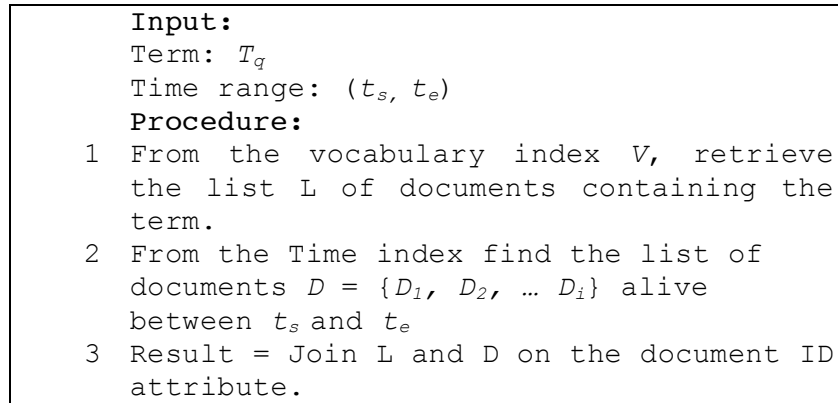 Input:
Term: Tq
Time range: (ts, te)
Procedure:
1 From the vocabulary index V, retrieve
the list L of documents containing the
term.
2 From the Time index find the list of
documents D = {D1, D2, … Di} alive
between ts and te
3 Result = Join L and D on the document ID
attribute.